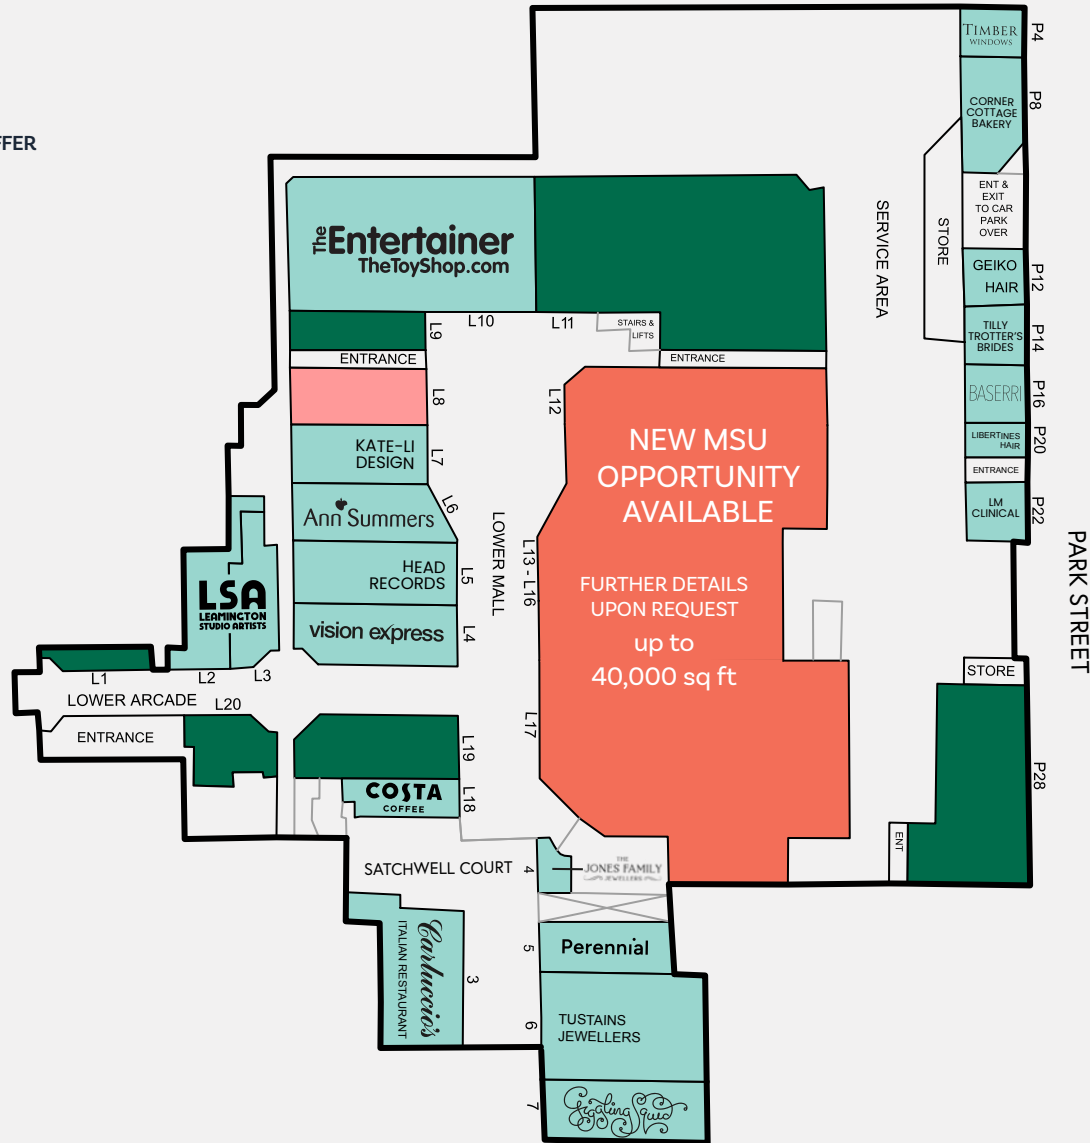 FFER
TIMBER
WINDOWS
P4
CORNER
COTTAGE
BAKERY
P8
ENT &
EXIT
TO CAR
PARK
OVER
SERVICE AREA
STORE
GEIKO
HAIR
P12
TILLY
TROTTER'S
BRIDES
P14
BASERRI
P16
LIBERTINES
HAIR
P20
ENTRANCE
LM
CLINICAL
P22
PARK STREET
The Entertainer
TheToyShop.com
L9
L10
L11
STAIRS &
LIFTS
ENTRANCE
ENTRANCE
L8
L12
KATE-LI
DESIGN
L7
Ann Summers
L6
HEAD
RECORDS
L5
vision express
L4
LOWER MALL
L13 - L16
NEW MSU
OPPORTUNITY
AVAILABLE
FURTHER DETAILS
UPON REQUEST
up to
40,000 sq ft
LSA
LEAMINGTON
STUDIO ARTISTS
L1
L2
L3
LOWER ARCADE
L20
ENTRANCE
L17
L19
COSTA
COFFEE
L18
STORE
P28
ENT
SATCHWELL COURT
4
THE
JONES FAMILY
JEWELLERS
Carluccio's
ITALIAN RESTAURANT
3
5
Perennial
6
TUSTAINS
JEWELLERS
7
Giggling Squid